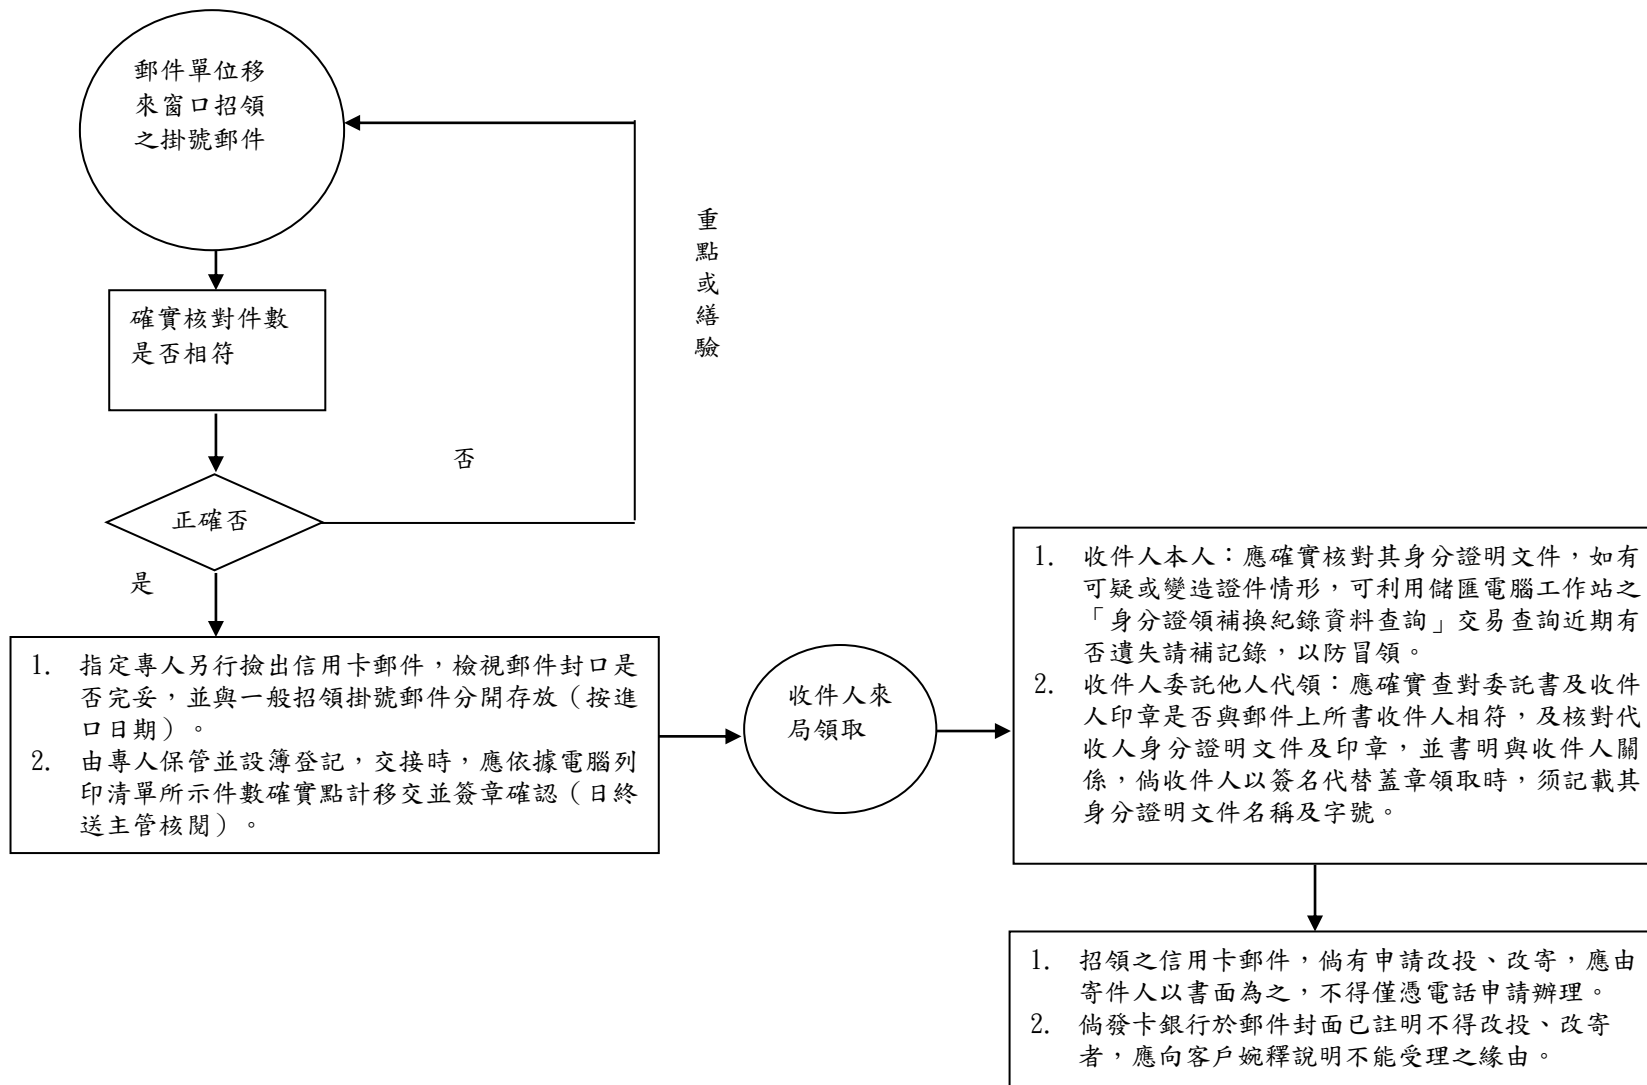 郵件單位移
來窗口招領
之掛號郵件
重
點
或
繕
驗
確實核對件數
是否相符
否
正確否
是
1. 指定專人另行撿出信用卡郵件，檢視郵件封口是
否完妥，並與一般招領掛號郵件分開存放（按進
口日期）。
2. 由專人保管並設簿登記，交接時，應依據電腦列
印清單所示件數確實點計移交並簽章確認（日終
送主管核閱）。
收件人來
局領取
1. 收件人本人：應確實核對其身分證明文件，如有
可疑或變造證件情形，可利用儲匯電腦工作站之
「身分證領補換紀錄資料查詢」交易查詢近期有
否遺失請補記錄，以防冒領。
2. 收件人委託他人代領：應確實查對委託書及收件
人印章是否與郵件上所書收件人相符，及核對代
收人身分證明文件及印章，並書明與收件人關
係，倘收件人以簽名代替蓋章領取時，须記載其
身分證明文件名稱及字號。
1. 招領之信用卡郵件，倘有申請改投、改寄，應由
寄件人以書面為之，不得僅憑電話申請辦理。
2. 倘發卡銀行於郵件封面已註明不得改投、改寄
者，應向客戶婉釋說明不能受理之緣由。